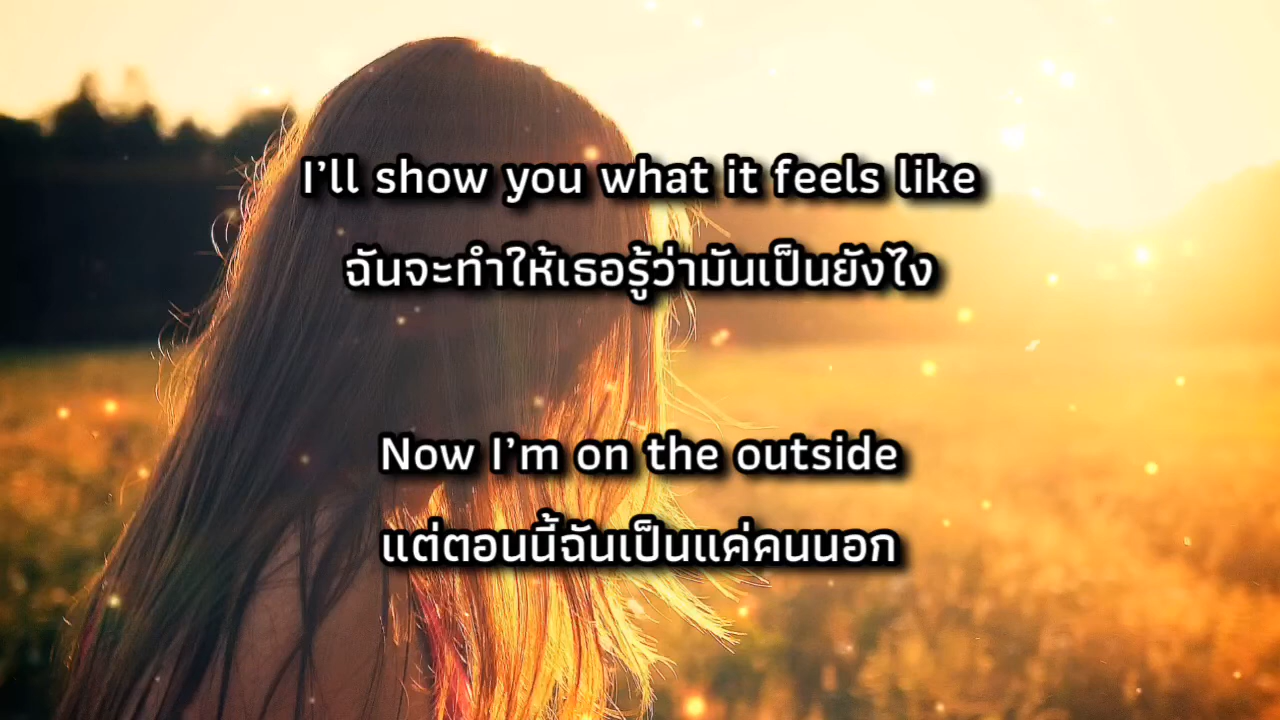 I’ll show you what it feels like
ฉันจะทำให้เธอรู้ว่ามันเป็นยังไง
Now I’m on the outside
แต่ตอนนี้ฉันเป็นแค่คนนอก